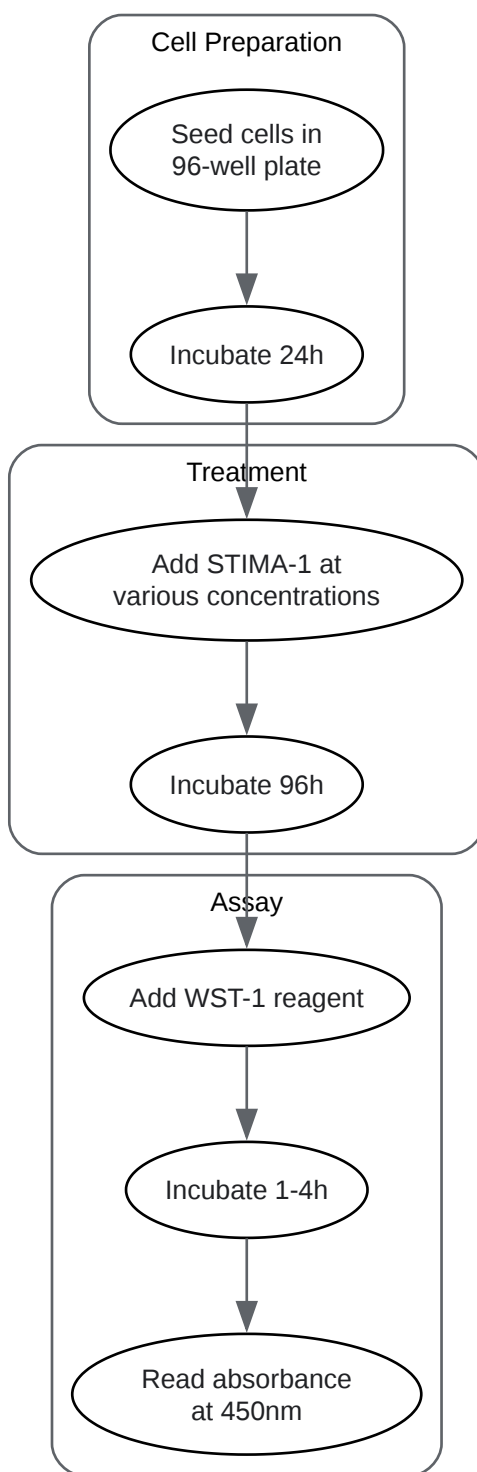 Cell Preparation
Seed cells in
96-well plate
Incubate 24h
Treatment
Add STIMA-1 at
various concentrations
Incubate 96h
Assay
Add WST-1 reagent
Incubate 1-4h
Read absorbance
at 450nm